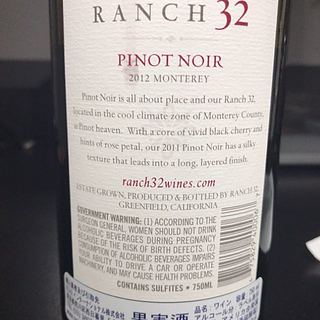 RANCH 32
PINOT NOIR
2012 MONTEREY
Pinot Noir is all about place and our Ranch 32,
located in the cool climate zone of Monterey County,
is Pinot heaven. With a core of vivid black cherry and
hints of rose petal, our 2011 Pinot Noir has a silky
texture that leads into a long, layered finish.
ranch32wines.com
ESTATE GROWN, PRODUCED & BOTTLED BY RANCH 32
GREENFIELD, CALIFORNIA
GOVERNMENT WARNING: (1) ACCORDING TO THE
SURGEON GENERAL, WOMEN SHOULD NOT DRINK
ALCOHOLIC BEVERAGES DURING PREGNANCY
BECAUSE OF THE RISK OF BIRTH DEFECTS. (2)
CONSUMPTION OF ALCOHOLIC BEVERAGES IMPAIRS
YOUR ABILITY TO DRIVE A CAR OR OPERATE
MACHINERY, AND MAY CAUSE HEALTH PROBLEMS.
CONTAINS SULFITES • 750ML
果実酒
品名/ワイン